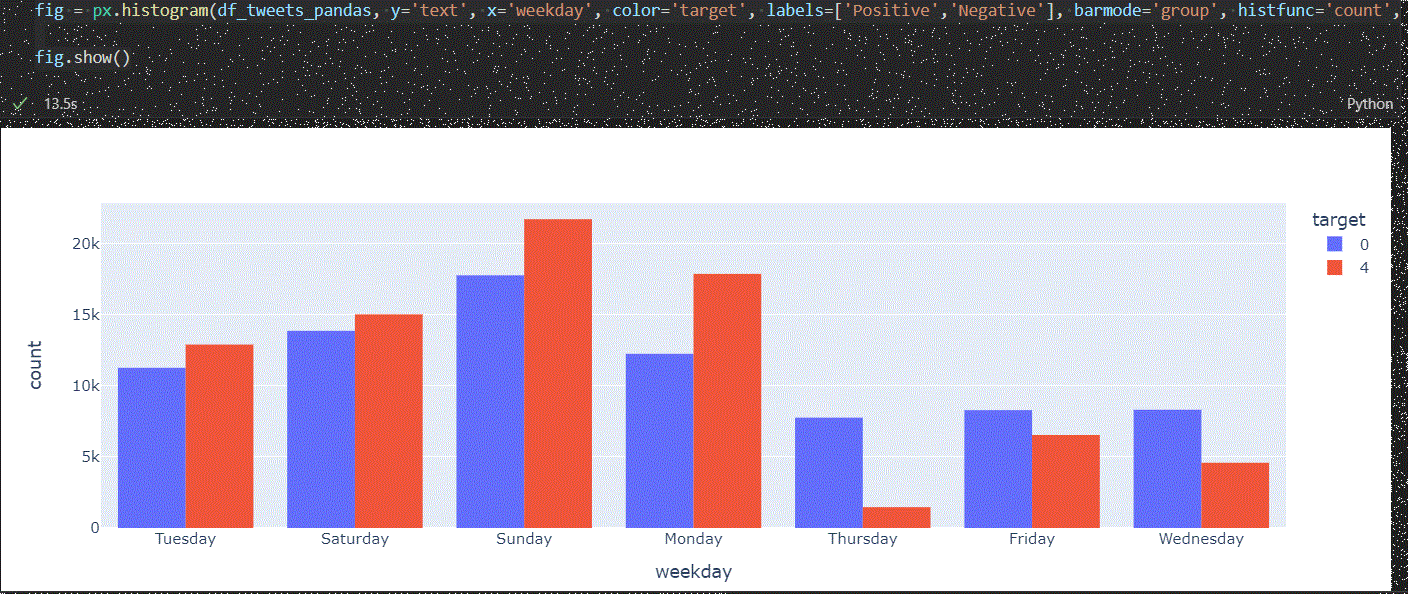 fig = px.histogram(df_tweets_pandas, y='text', x='weekday', color='target', labels=['Positive','Negative'], barmode='group', histfunc='count',
fig.show()
13.5s
Python
target
0
4
20k
15k
10k
5k
0
count
Tuesday Saturday Sunday Monday Thursday Friday Wednesday
weekday